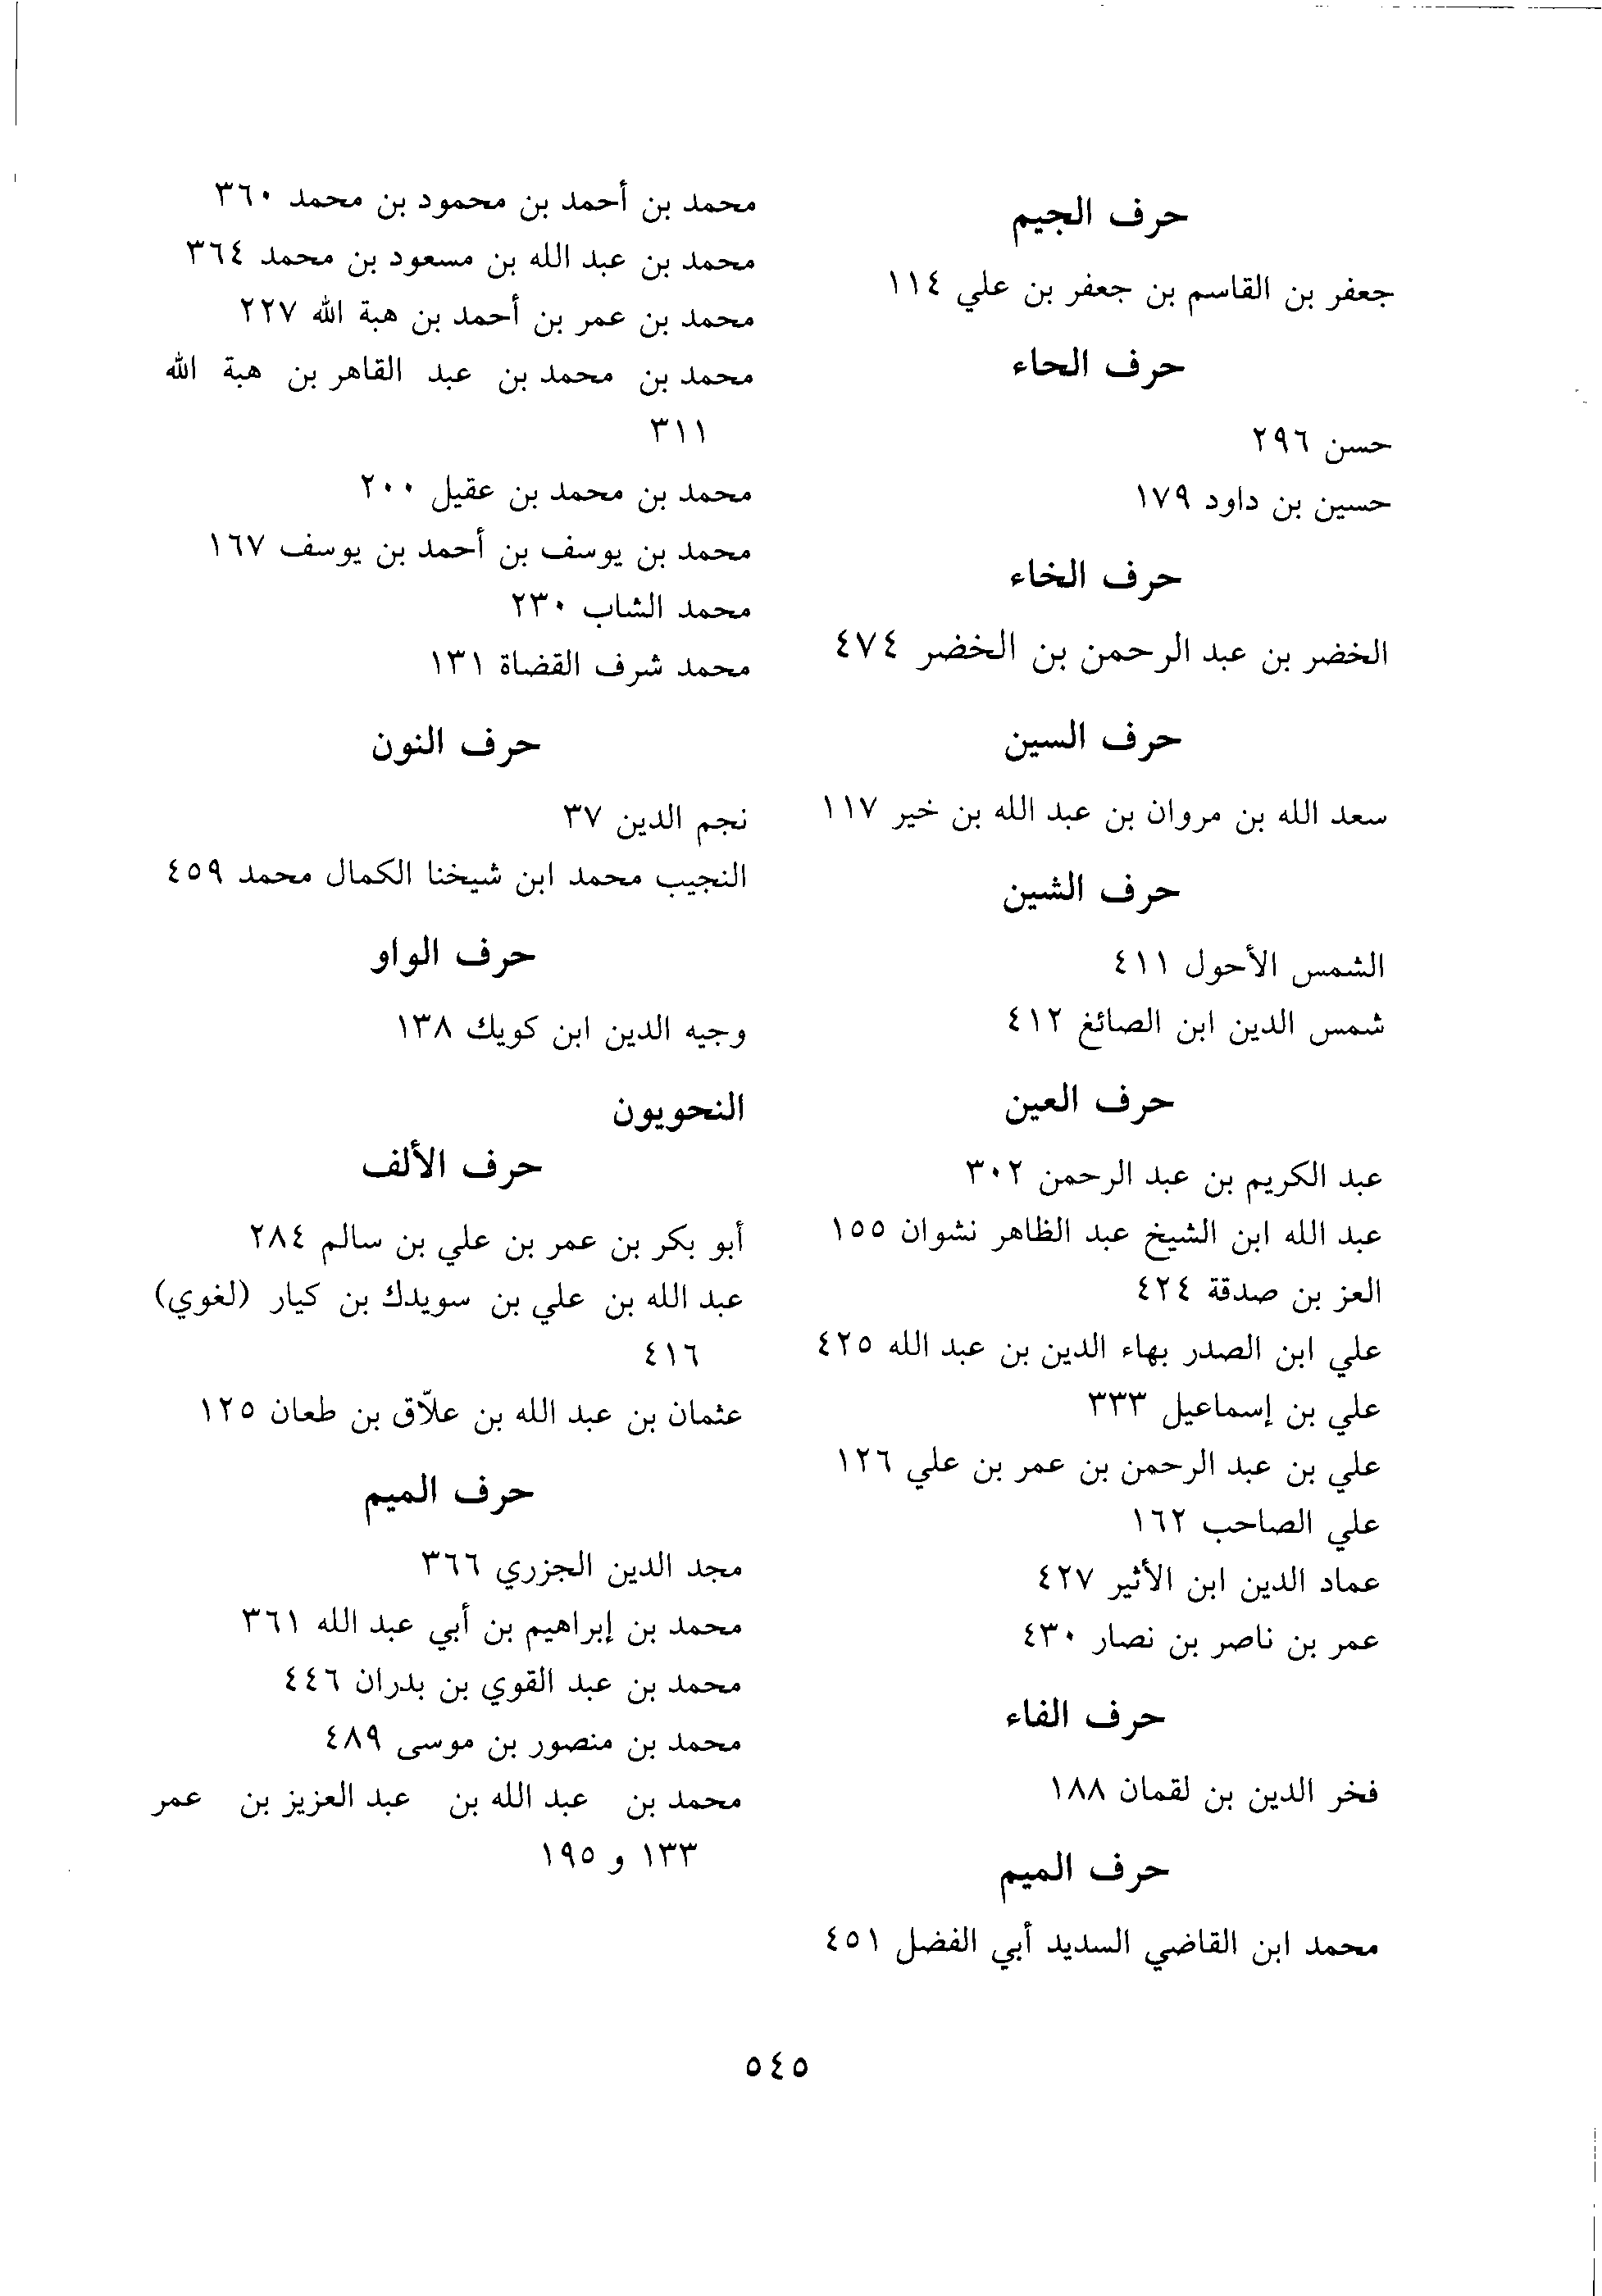 حرف الجيم
جعفر بن القاسم بن جعفر بن علي ١١٤
حرف الحاء
حسن ٢٩٦
حسين بن داود ١٧٩
حرف الخاء
الخضر بن عبد الرحمن بن الخضر ٤٧٤
حرف السين
سعد الله بن مروان بن عبد الله بن خير ١١٧
حرف الشين
الشمس الأحول ٤١١
شمس الدين ابن الصائغ ٤١٢
حرف العين
عبد الكريم بن عبد الرحمن ٣٠٢
عبد الله ابن الشيخ عبد الظاهر نشوان ١٥٥
العز بن صدقة ٤٢٤
علي ابن الصدر بهاء الدين بن عبد الله ٤٢٥
علي بن إسماعيل ٣٣٣
علي بن عبد الرحمن بن عمر بن علي ١٢٦
علي الصاحب ١٦٢
عماد الدين ابن الأثير ٤٢٧
عمر بن ناصر بن نصار ٤٣٠
حرف الفاء
فخر الدين بن لقمان ١٨٨
حرف الميم
محمد ابن القاضي السديد أبي الفضل ٤٥١
محمد بن أحمد بن محمود بن محمد ٣٦٠
محمد بن عبد الله بن مسعود بن محمد ٣٦٤
محمد بن عمر بن أحمد بن هبة الله ٢٢٧
محمد بن محمد بن عبد القاهر بن هبة الله
٣١١
محمد بن محمد بن عقيل ٢٠٠
محمد بن يوسف بن أحمد بن يوسف ١٦٧
محمد الشاب ٢٣٠
محمد شرف القضاة ١٣١
حرف النون
نجم الدين ٣٧
النجيب محمد ابن شيخنا الكمال محمد ٤٥٩
حرف الواو
وجيه الدين ابن كويك ١٣٨
النحويون
حرف الألف
أبو بكر بن عمر بن علي بن سالم ٢٨٤
عبد الله بن علي بن سويدك بن كيار (لغوي)
٤١٦
عثمان بن عبد الله بن علاّق بن طعان ١٢٥
حرف الميم
مجد الدين الجزري ٣٦٦
محمد بن إبراهيم بن أبي عبد الله ٣٦١
محمد بن عبد القوي بن بدران ٤٤٦
محمد بن منصور بن موسى ٤٨٩
محمد بن عبد الله بن عبد العزيز بن عمر
١٣٣ و ١٩٥
٥٤٥